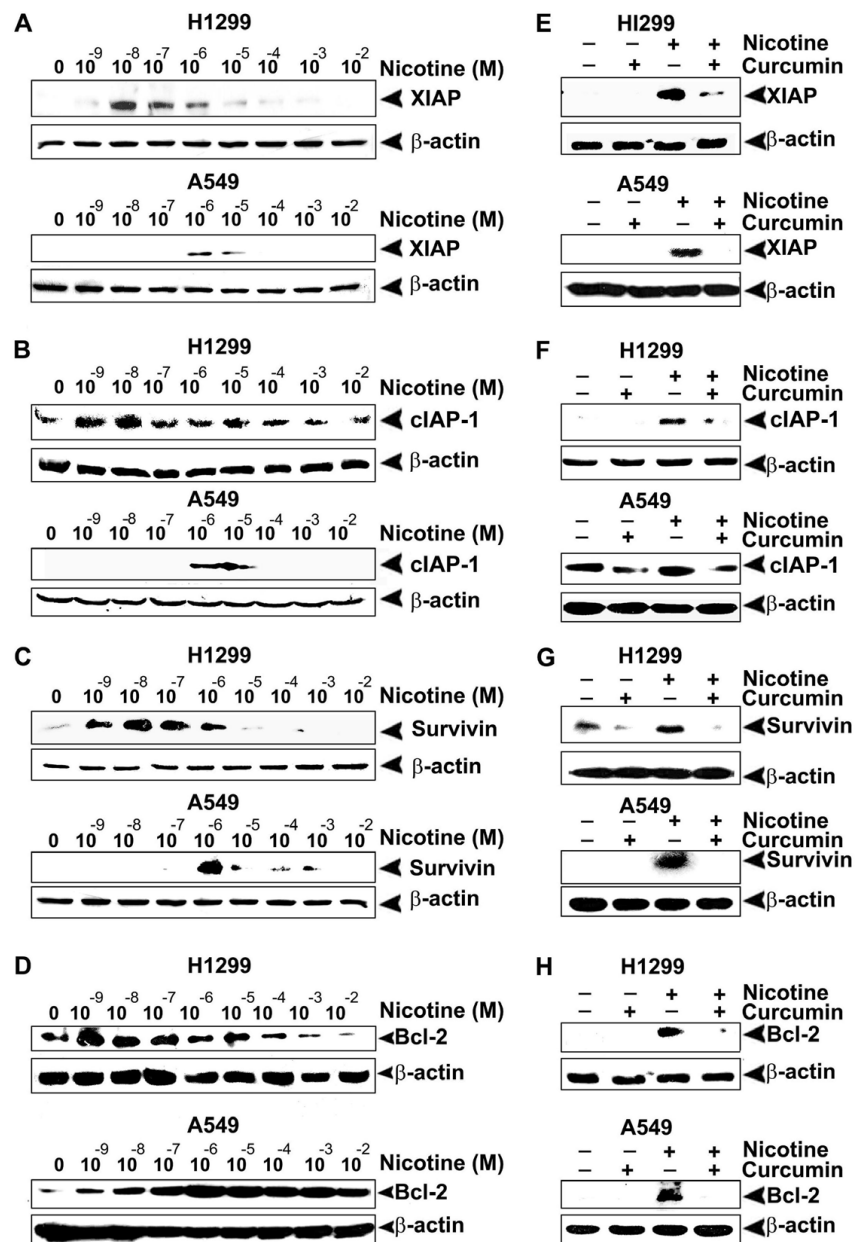 A
H1299
0 10⁻⁹ 10⁻⁸ 10⁻⁷ 10⁻⁶ 10⁻⁵ 10⁻⁴ 10⁻³ 10⁻² Nicotine (M)
XIAP
β-actin
A549
0 10⁻⁹ 10⁻⁸ 10⁻⁷ 10⁻⁶ 10⁻⁵ 10⁻⁴ 10⁻³ 10⁻² Nicotine (M)
XIAP
β-actin
B
H1299
0 10⁻⁹ 10⁻⁸ 10⁻⁷ 10⁻⁶ 10⁻⁵ 10⁻⁴ 10⁻³ 10⁻² Nicotine (M)
cIAP-1
β-actin
A549
0 10⁻⁹ 10⁻⁸ 10⁻⁷ 10⁻⁶ 10⁻⁵ 10⁻⁴ 10⁻³ 10⁻² Nicotine (M)
cIAP-1
β-actin
C
H1299
0 10⁻⁹ 10⁻⁸ 10⁻⁷ 10⁻⁶ 10⁻⁵ 10⁻⁴ 10⁻³ 10⁻² Nicotine (M)
Survivin
β-actin
A549
0 10⁻⁹ 10⁻⁸ 10⁻⁷ 10⁻⁶ 10⁻⁵ 10⁻⁴ 10⁻³ 10⁻² Nicotine (M)
Survivin
β-actin
D
H1299
0 10⁻⁹ 10⁻⁸ 10⁻⁷ 10⁻⁶ 10⁻⁵ 10⁻⁴ 10⁻³ 10⁻² Nicotine (M)
Bcl-2
β-actin
A549
0 10⁻⁹ 10⁻⁸ 10⁻⁷ 10⁻⁶ 10⁻⁵ 10⁻⁴ 10⁻³ 10⁻² Nicotine (M)
Bcl-2
β-actin
E
HI299
− − + + Nicotine
− + − + Curcumin
XIAP
β-actin
A549
− − + + Nicotine
− + − + Curcumin
XIAP
β-actin
F
H1299
− − + + Nicotine
− + − + Curcumin
cIAP-1
β-actin
A549
− − + + Nicotine
− + − + Curcumin
cIAP-1
β-actin
G
H1299
− − + + Nicotine
− + − + Curcumin
Survivin
β-actin
A549
− − + + Nicotine
− + − + Curcumin
Survivin
β-actin
H
H1299
− − + + Nicotine
− + − + Curcumin
Bcl-2
β-actin
A549
− − + + Nicotine
− + − + Curcumin
Bcl-2
β-actin